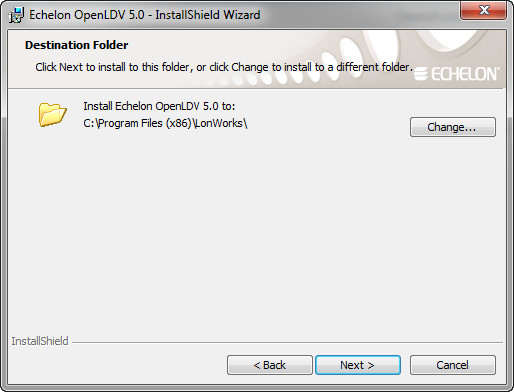 Echelon OpenLDV 5.0 - InstallShield Wizard
Destination Folder
Click Next to install to this folder, or click Change to install to a different folder.
ECHELON
Install Echelon OpenLDV 5.0 to:
C:\Program Files (x86)\LonWorks\
Change...
InstallShield
< Back
Next >
Cancel